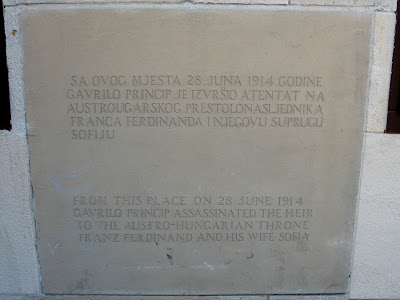 SA OVOG MJESTA 28. JUNA 1914. GODINE
GAVRILO PRINCIP JE IZVRŠIO ATENTAT NA
AUSTROUGARSKOG PRESTOLONASLJEDNIKA
FRANCA FERDINANDA I NJEGOVU SUPRUGU
SOFIJU
FROM THIS PLACE ON 28 JUNE 1914
GAVRILO PRINCIP ASSASSINATED THE HEIR
TO THE AUSTRO-HUNGARIAN THRONE
FRANZ FERDINAND AND HIS WIFE SOFIA